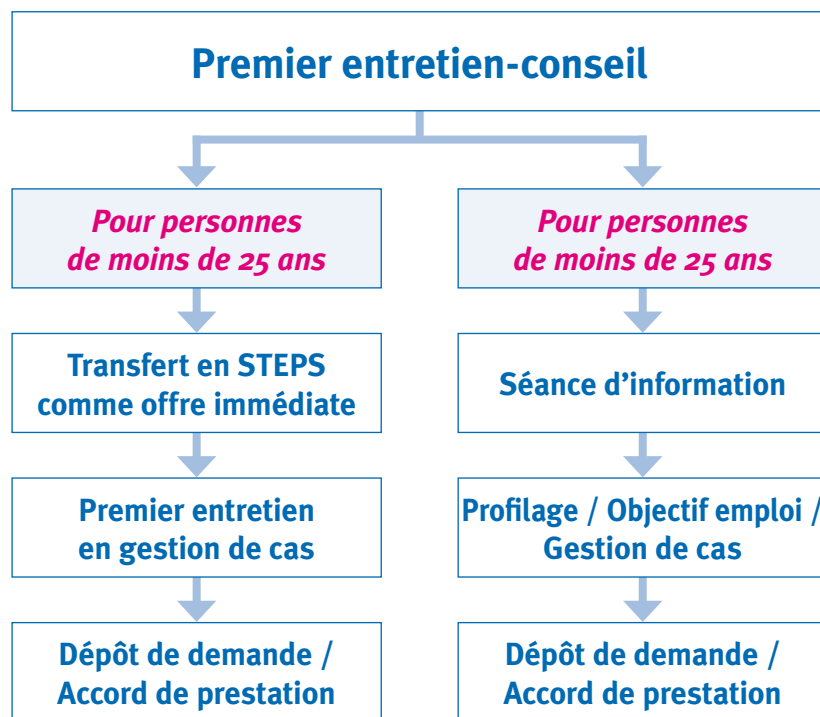 Premier entretien-conseil
Pour personnes
de moins de 25 ans
Pour personnes
de moins de 25 ans
Transfert en STEPS
comme offre immédiate
Séance d’information
Premier entretien
en gestion de cas
Profilage / Objectif emploi /
Gestion de cas
Dépôt de demande /
Accord de prestation
Dépôt de demande /
Accord de prestation